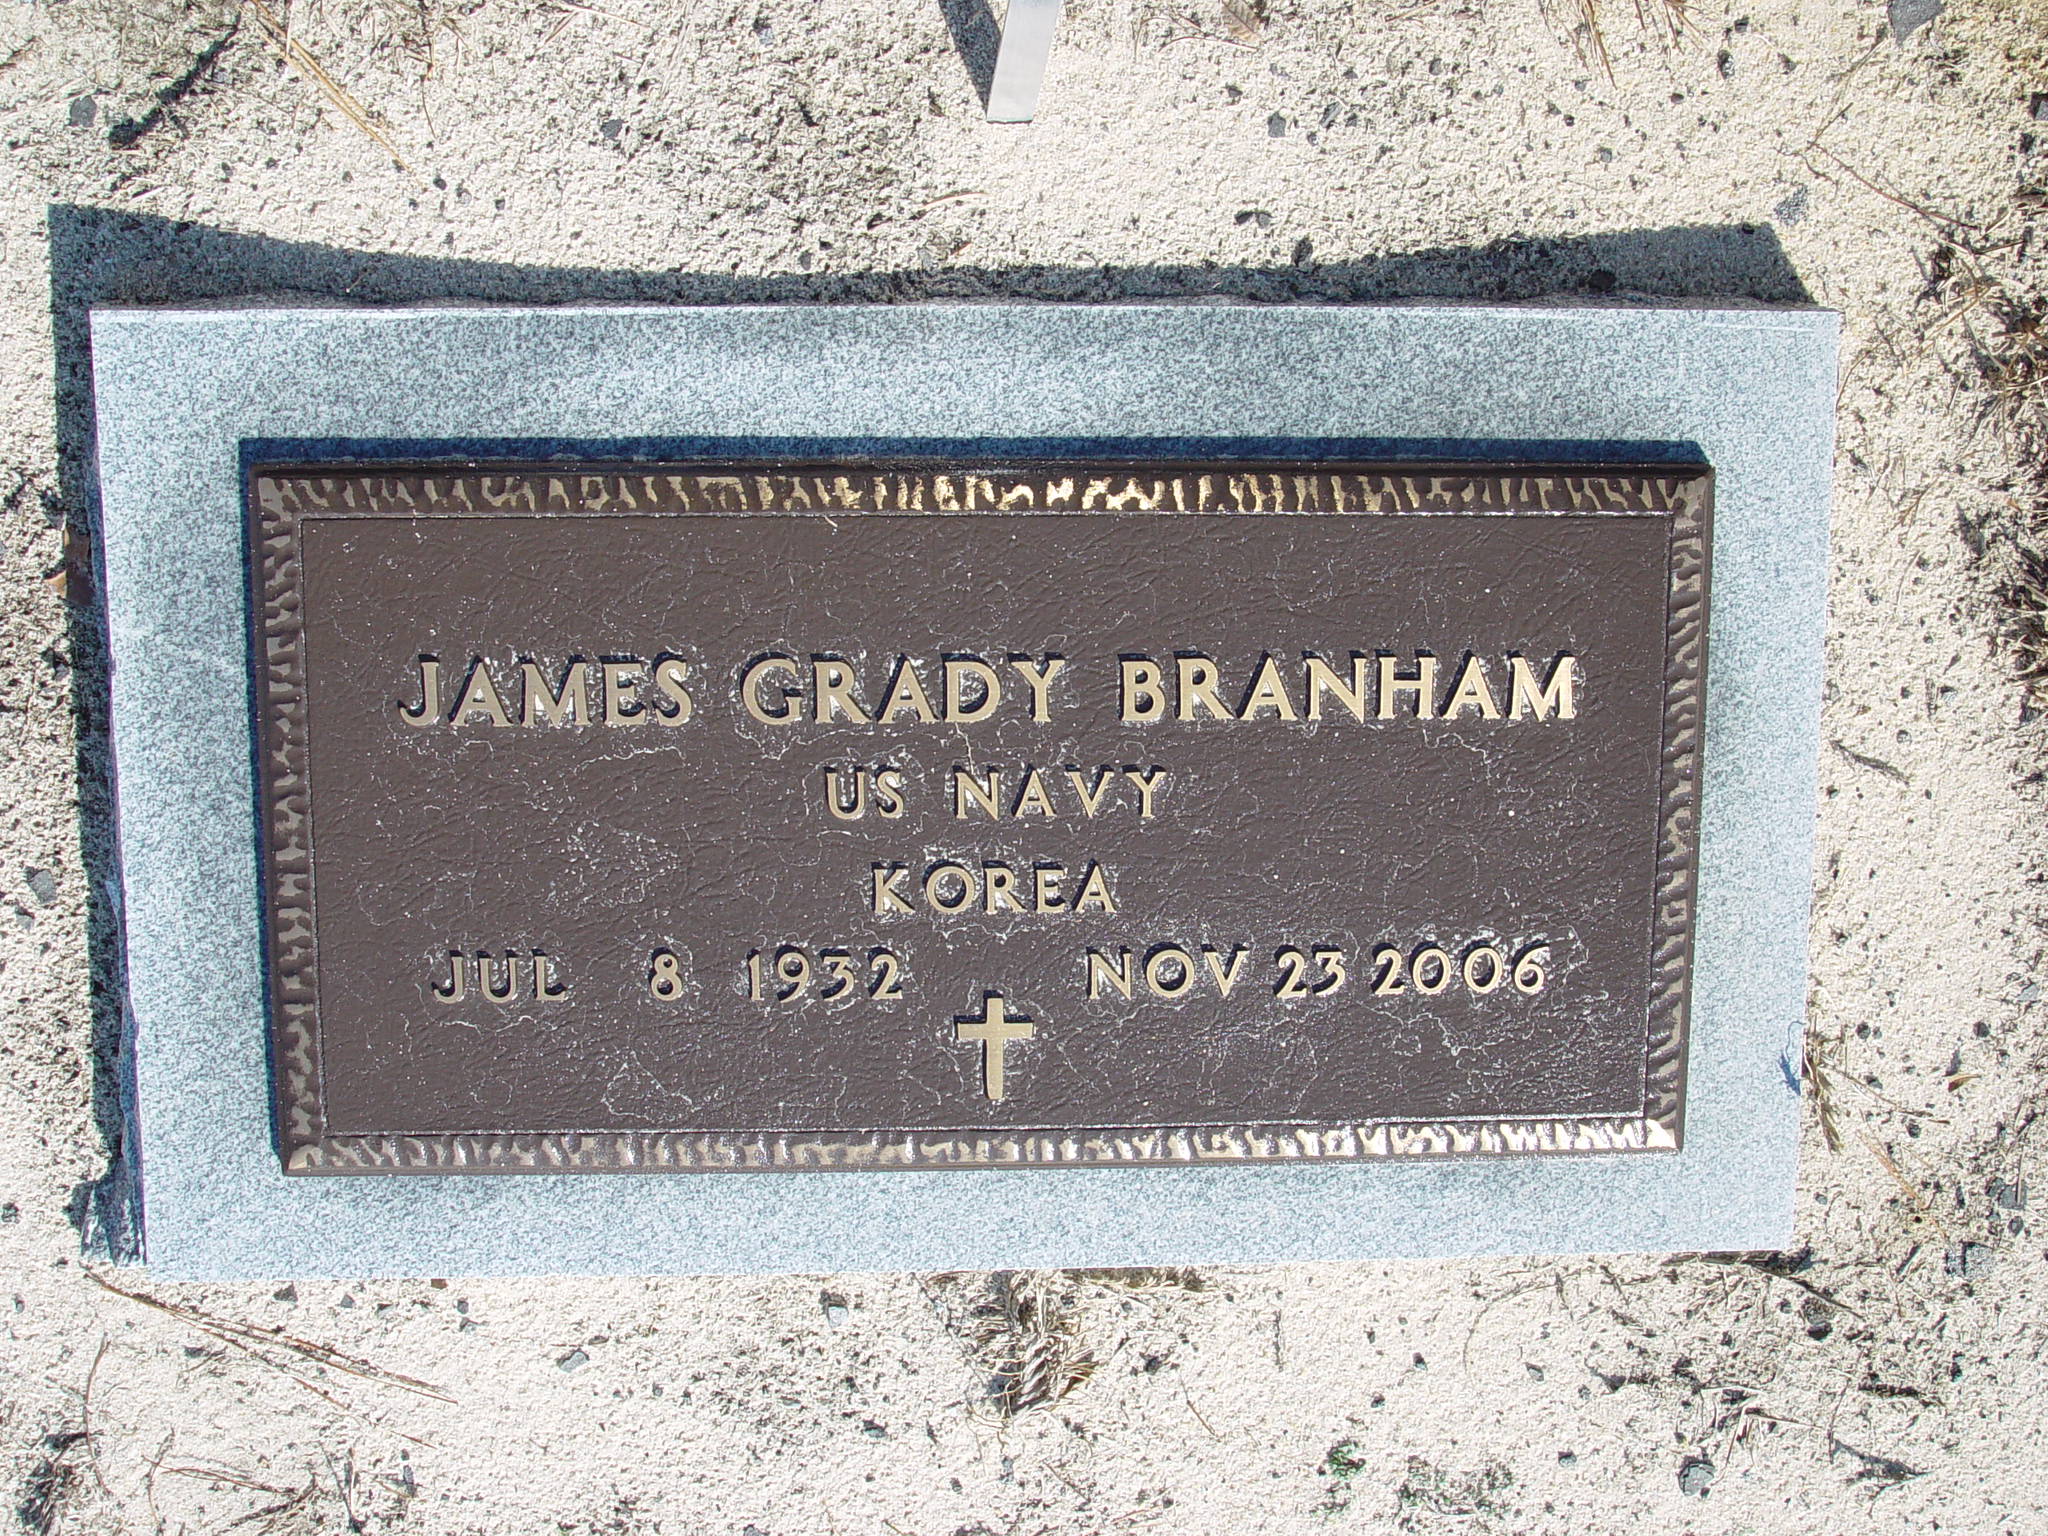 JAMES GRADY BRANHAM
US NAVY
KOREA
JUL 8 1932 NOV 23 2006